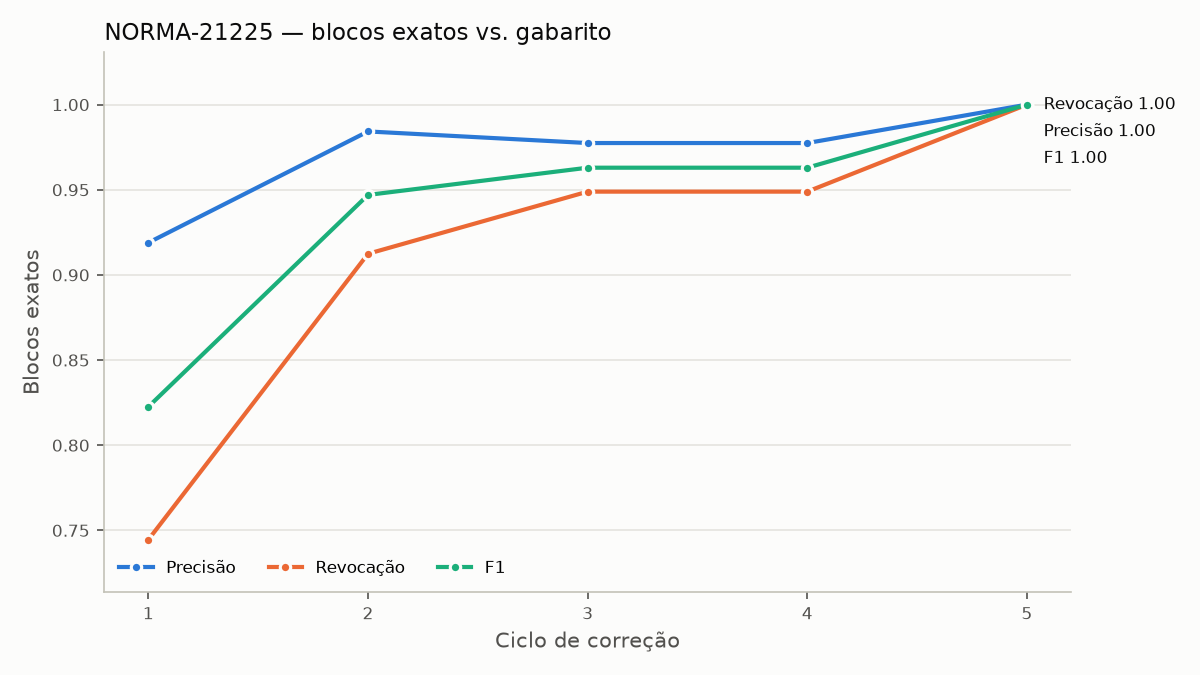 NORMA-21225 — blocos exatos vs. gabarito
Blocos exatos
1.00
0.95
0.90
0.85
0.80
0.75
Revocação 1.00
Precisão 1.00
F1 1.00
Precisão
Revocação
F1
1
2
3
4
5
Ciclo de correção